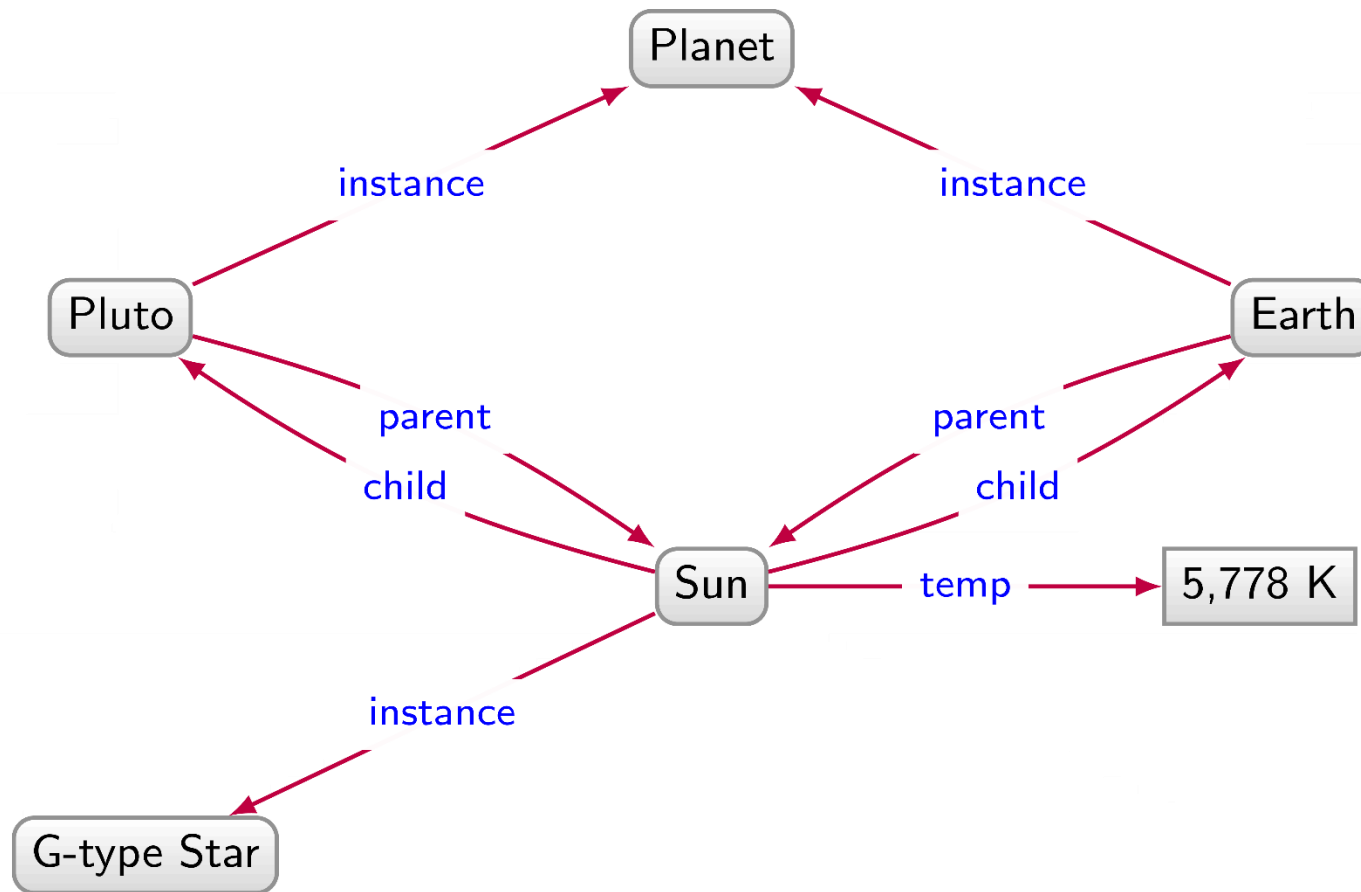 Planet
instance
instance
Pluto
Earth
parent
parent
child
child
Sun
temp
5,778 K
instance
G-type Star